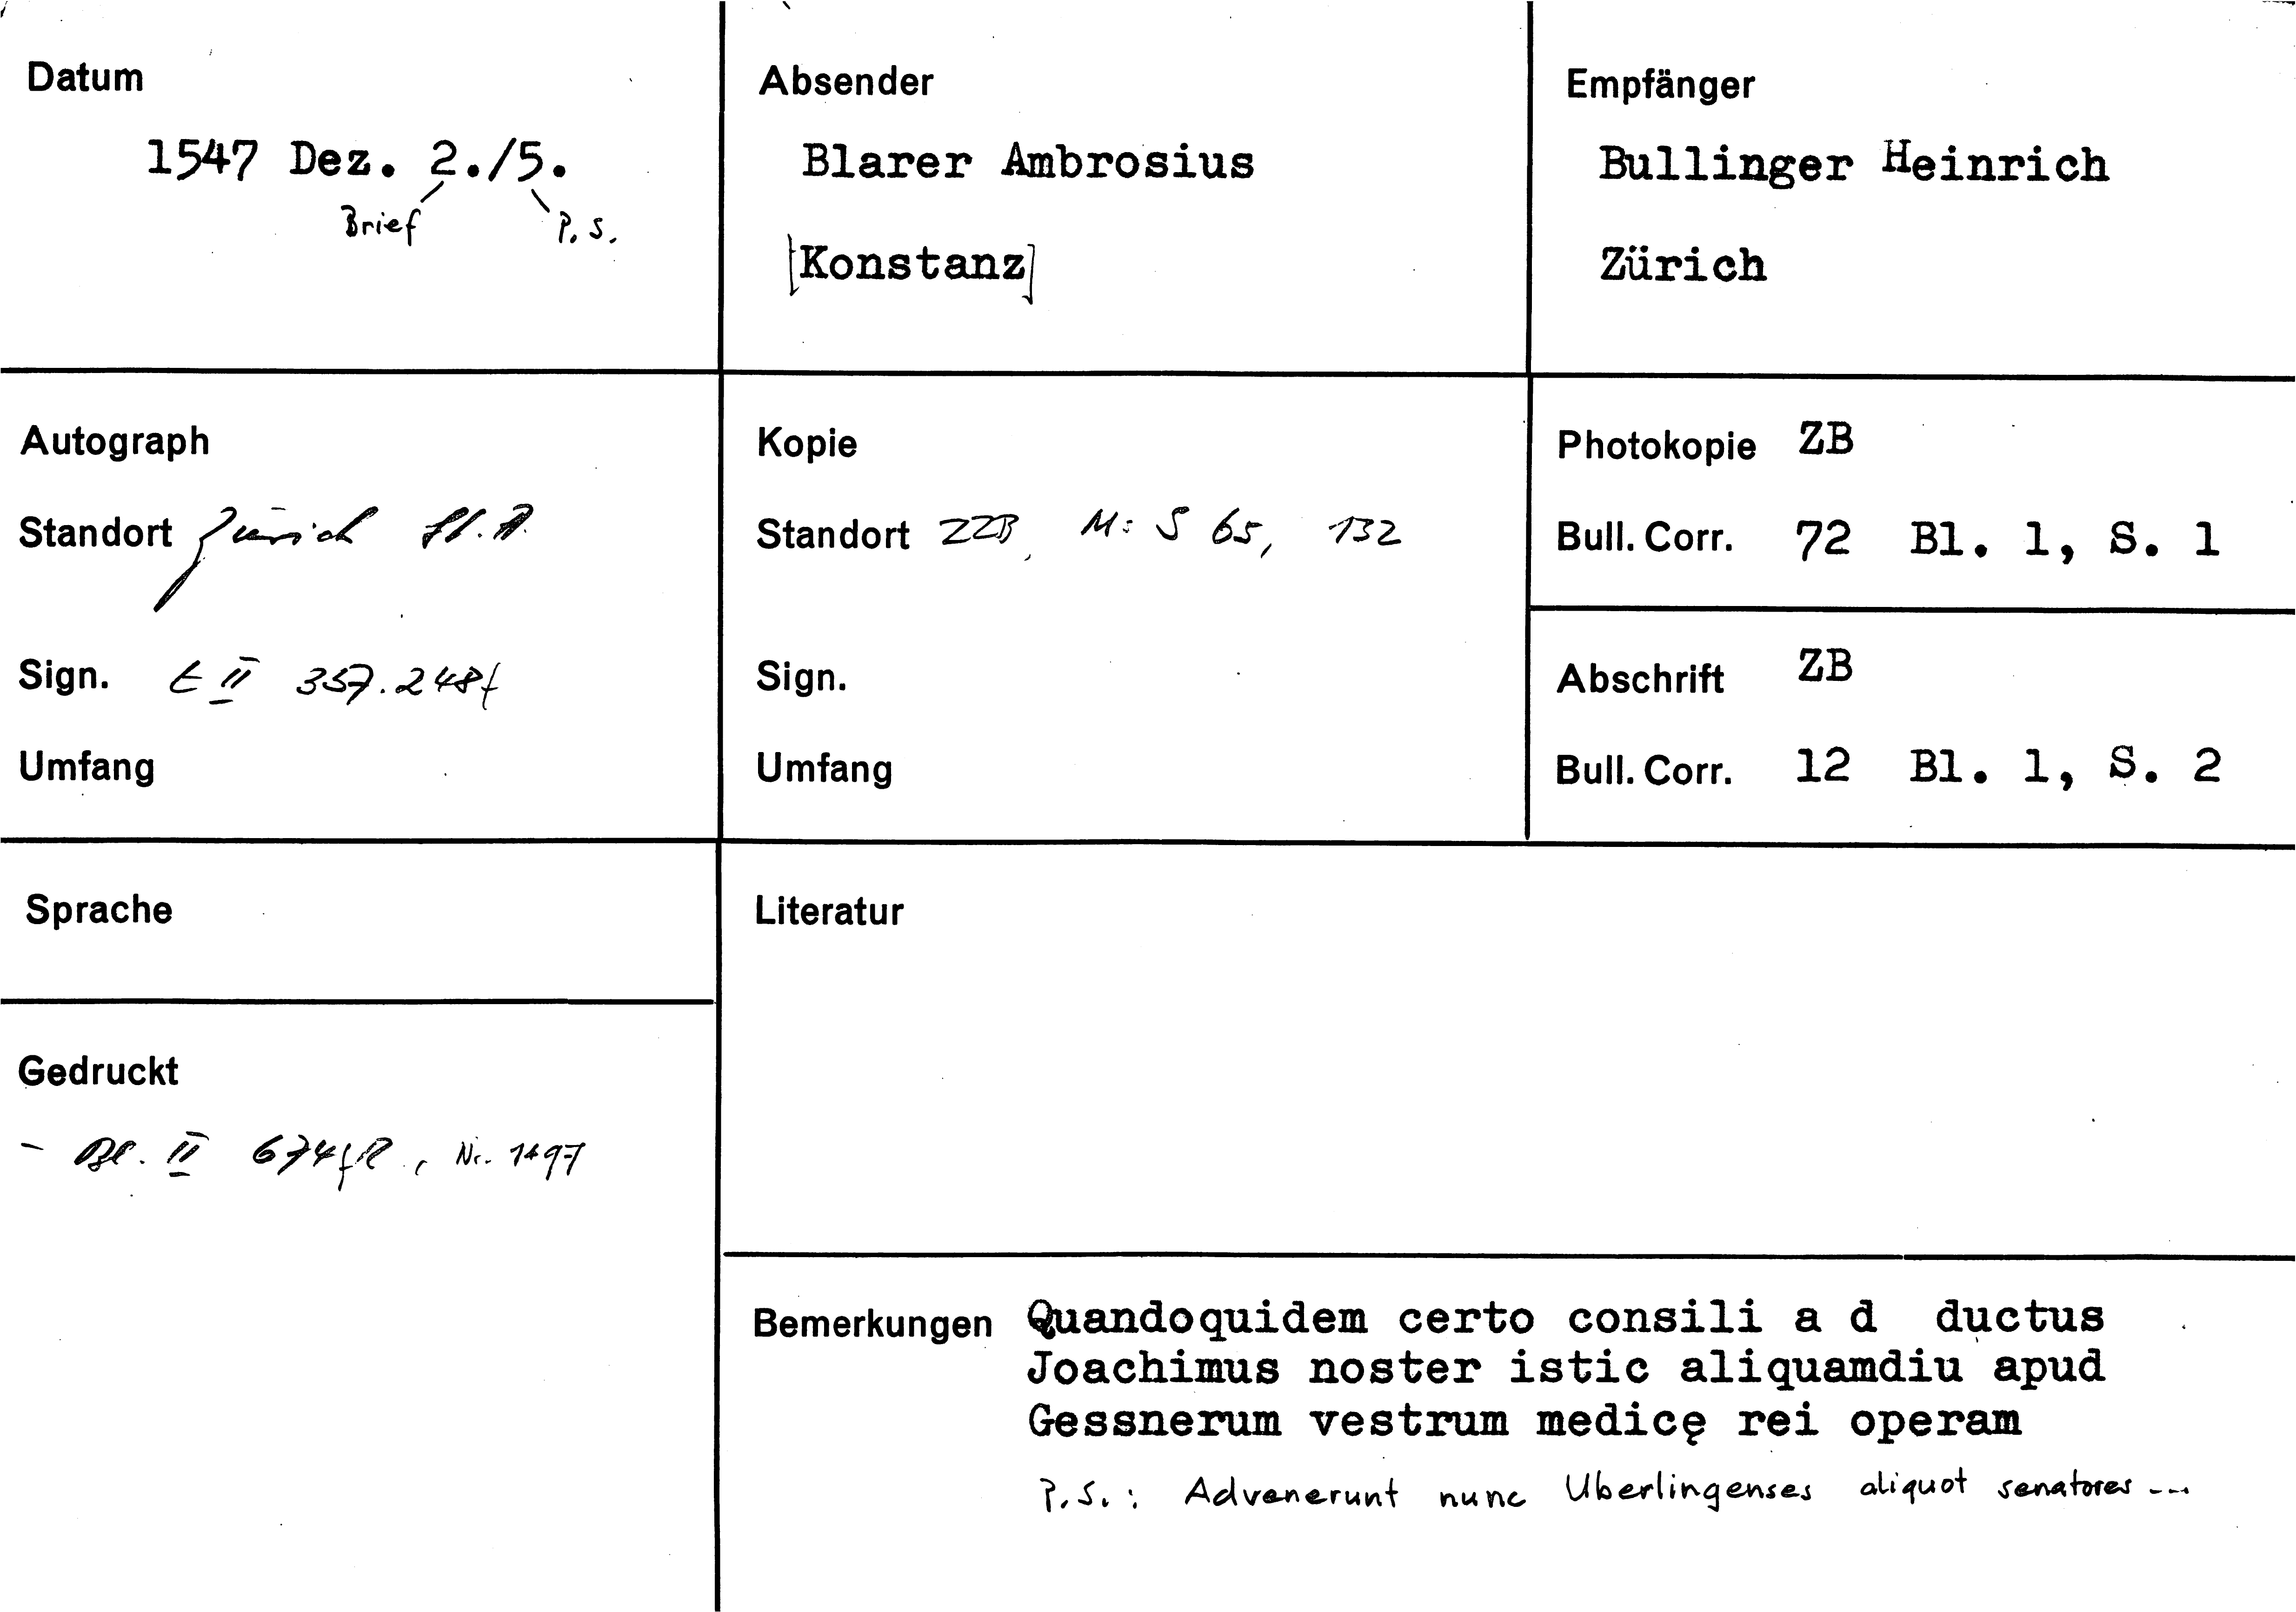 Datum
1547 Dez. 2./5.
Brief P. S.
Absender
Blarer Ambrosius
[Konstanz]
Empfänger
Bullinger Heinrich
Zürich
Autograph
Standort Zürich St. A.
Sign. E II 357.248f
Umfang
Kopie
Standort ZZB, Ms S 65, 132
Sign.
Umfang
Photokopie ZB
Bull. Corr. 72 Bl. 1, S. 1
Abschrift ZB
Bull. Corr. 12 Bl. 1, S. 2
Sprache
Gedruckt
- Bl. II 674ff., Nr. 1497
Literatur
Bemerkungen Quandoquidem certo consili a d ductus
Joachimus noster istic aliquamdiu apud
Gessnerum vestrum medicę rei operam
P.S.: Advenerunt nunc Uberlingenses aliquot senatores ---